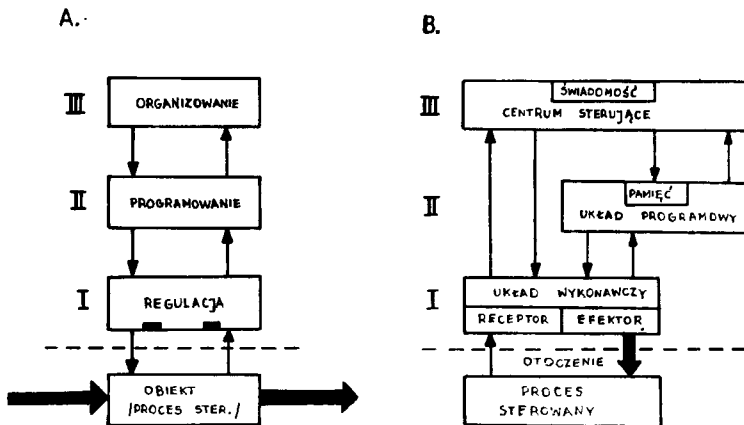 A.
III
ORGANIZOWANIE
II
PROGRAMOWANIE
I
REGULACJA
OBIEKT
/PROCES STER./
B.
III
ŚWIADOMOŚĆ
CENTRUM STERUJĄCE
II
PAMIĘĆ
UKŁAD PROGRAMOWY
I
UKŁAD WYKONAWCZY
RECEPTOR
EFEKTOR
OTOCZENIE
PROCES
STEROWANY